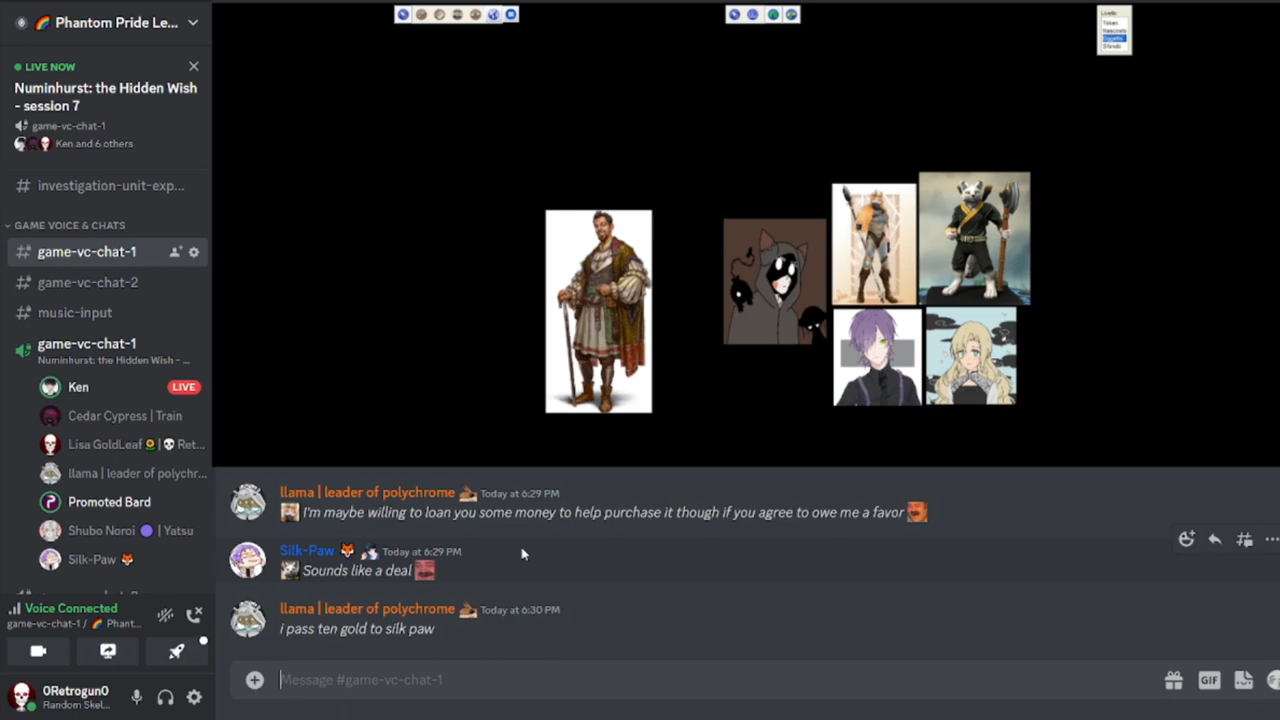 Phantom Pride Le...
LIVE NOW
Numinhurst: the Hidden Wish
- session 7
game-vc-chat-1
Ken and 6 others
investigation-unit-exp...
GAME VOICE & CHATS
game-vc-chat-1
game-vc-chat-2
music-input
game-vc-chat-1
Numinhurst: the Hidden Wish - ...
Ken LIVE
Cedar Cypress | Train
Lisa GoldLeaf | Ret...
llama | leader of polychr...
Promoted Bard
Shubo Noroi | Yatsu
Silk-Paw
Voice Connected
game-vc-chat-1 / Phant...
0Retrogun0
Random Skel...
Livello
Token
Nascosto
Oggetto
Sfondo
llama | leader of polychrome Today at 6:29 PM
I'm maybe willing to loan you some money to help purchase it though if you agree to owe me a favor
Silk-Paw Today at 6:29 PM
Sounds like a deal
llama | leader of polychrome Today at 6:30 PM
i pass ten gold to silk paw
Message #game-vc-chat-1
GIF